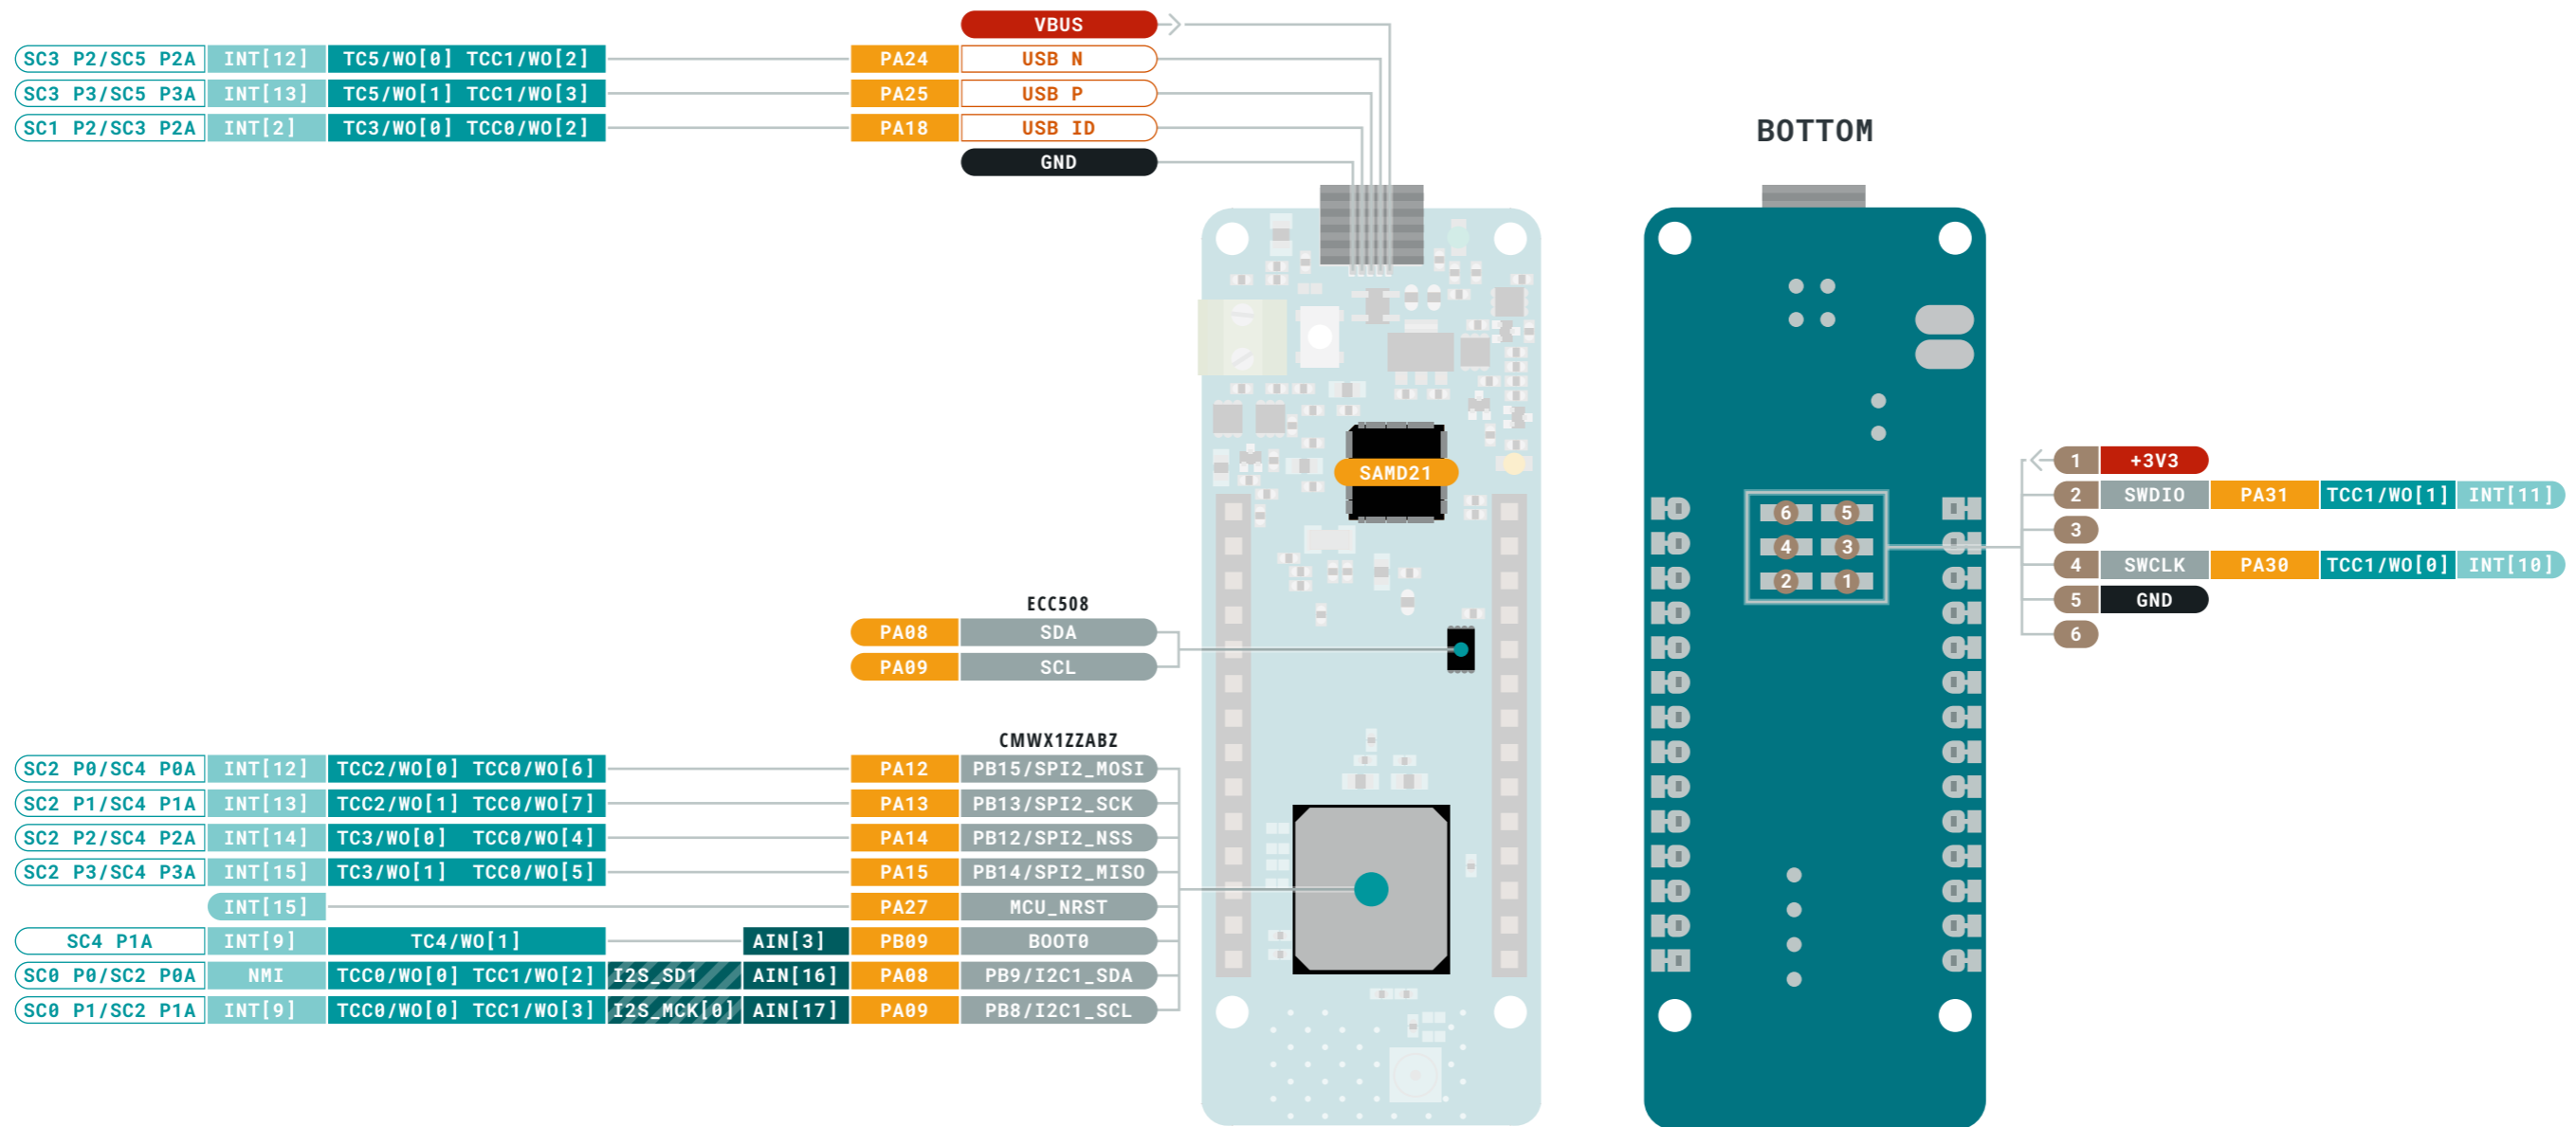 VBUS
SC3 P2/SC5 P2A INT[12] TC5/WO[0] TCC1/WO[2] PA24 USB N
SC3 P3/SC5 P3A INT[13] TC5/WO[1] TCC1/WO[3] PA25 USB P
SC1 P2/SC3 P2A INT[2] TC3/WO[0] TCC0/WO[2] PA18 USB ID
GND
SAMD21
ECC508
PA08 SDA
PA09 SCL
CMWX1ZZABZ
SC2 P0/SC4 P0A INT[12] TCC2/WO[0] TCC0/WO[6] PA12 PB15/SPI2_MOSI
SC2 P1/SC4 P1A INT[13] TCC2/WO[1] TCC0/WO[7] PA13 PB13/SPI2_SCK
SC2 P2/SC4 P2A INT[14] TC3/WO[0] TCC0/WO[4] PA14 PB12/SPI2_NSS
SC2 P3/SC4 P3A INT[15] TC3/WO[1] TCC0/WO[5] PA15 PB14/SPI2_MISO
INT[15] PA27 MCU_NRST
SC4 P1A INT[9] TC4/WO[1] AIN[3] PB09 BOOT0
SC0 P0/SC2 P0A NMI TCC0/WO[0] TCC1/WO[2] I2S_SD1 AIN[16] PA08 PB9/I2C1_SDA
SC0 P1/SC2 P1A INT[9] TCC0/WO[0] TCC1/WO[3] I2S_MCK[0] AIN[17] PA09 PB8/I2C1_SCL
BOTTOM
6 5
4 3
2 1
1 +3V3
2 SWDIO PA31 TCC1/WO[1] INT[11]
3
4 SWCLK PA30 TCC1/WO[0] INT[10]
5 GND
6